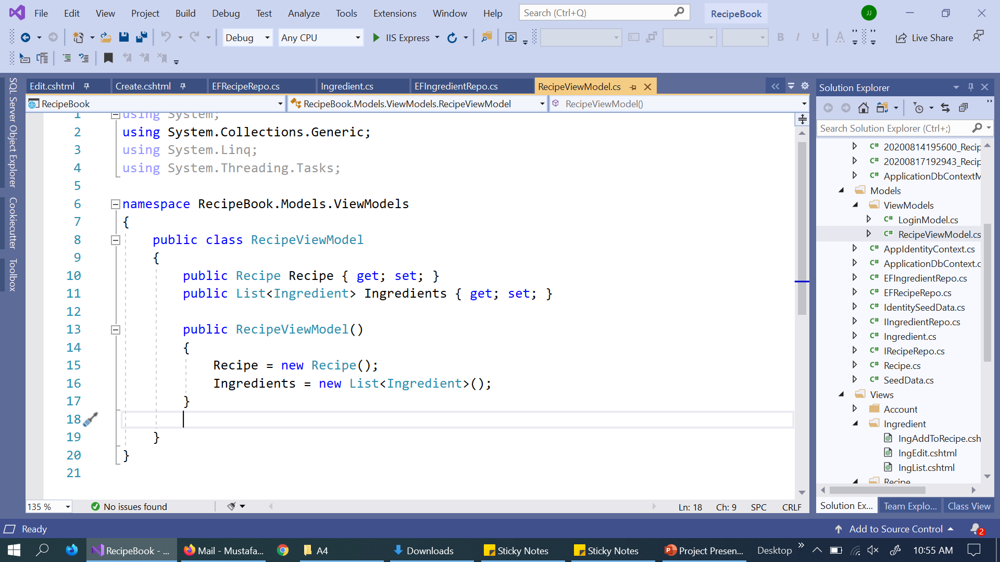 File Edit View Project Build Debug Test Analyze Tools Extensions Window Help Search (Ctrl+Q) RecipeBook JJ
Debug Any CPU IIS Express Live Share
Edit.cshtml Create.cshtml EFRecipeRepo.cs Ingredient.cs EFIngredientRepo.cs RecipeViewModel.cs
RecipeBook RecipeBook.Models.ViewModels.RecipeViewModel RecipeViewModel()
SQL Server Object Explorer
Cookiecutter
Toolbox
1 using System;
2 using System.Collections.Generic;
3 using System.Linq;
4 using System.Threading.Tasks;
5
6 namespace RecipeBook.Models.ViewModels
7 {
8 public class RecipeViewModel
9 {
10 public Recipe Recipe { get; set; }
11 public List<Ingredient> Ingredients { get; set; }
12
13 public RecipeViewModel()
14 {
15 Recipe = new Recipe();
16 Ingredients = new List<Ingredient>();
17 }
18
19 }
20 }
21
135 % No issues found Ln: 18 Ch: 9 SPC CRLF
Solution Explorer
Search Solution Explorer (Ctrl+;)
C# 20200814195600_Recip
C# 20200817192943_Recip
C# ApplicationDbContextM
Models
ViewModels
C# LoginModel.cs
C# RecipeViewModel.cs
C# AppIdentityContext.cs
C# ApplicationDbContext.c
C# EFIngredientRepo.cs
C# EFRecipeRepo.cs
C# IdentitySeedData.cs
C# IIngredientRepo.cs
C# Ingredient.cs
C# IRecipeRepo.cs
C# Recipe.cs
C# SeedData.cs
Views
Account
Ingredient
IngAddToRecipe.csh
IngEdit.cshtml
IngList.cshtml
Recipe
Solution Ex... Team Explo... Class View
Ready Add to Source Control 2
RecipeBook - ... Mail - Mustafa... A4 Downloads Sticky Notes Sticky Notes Project Presen... Desktop 10:55 AM